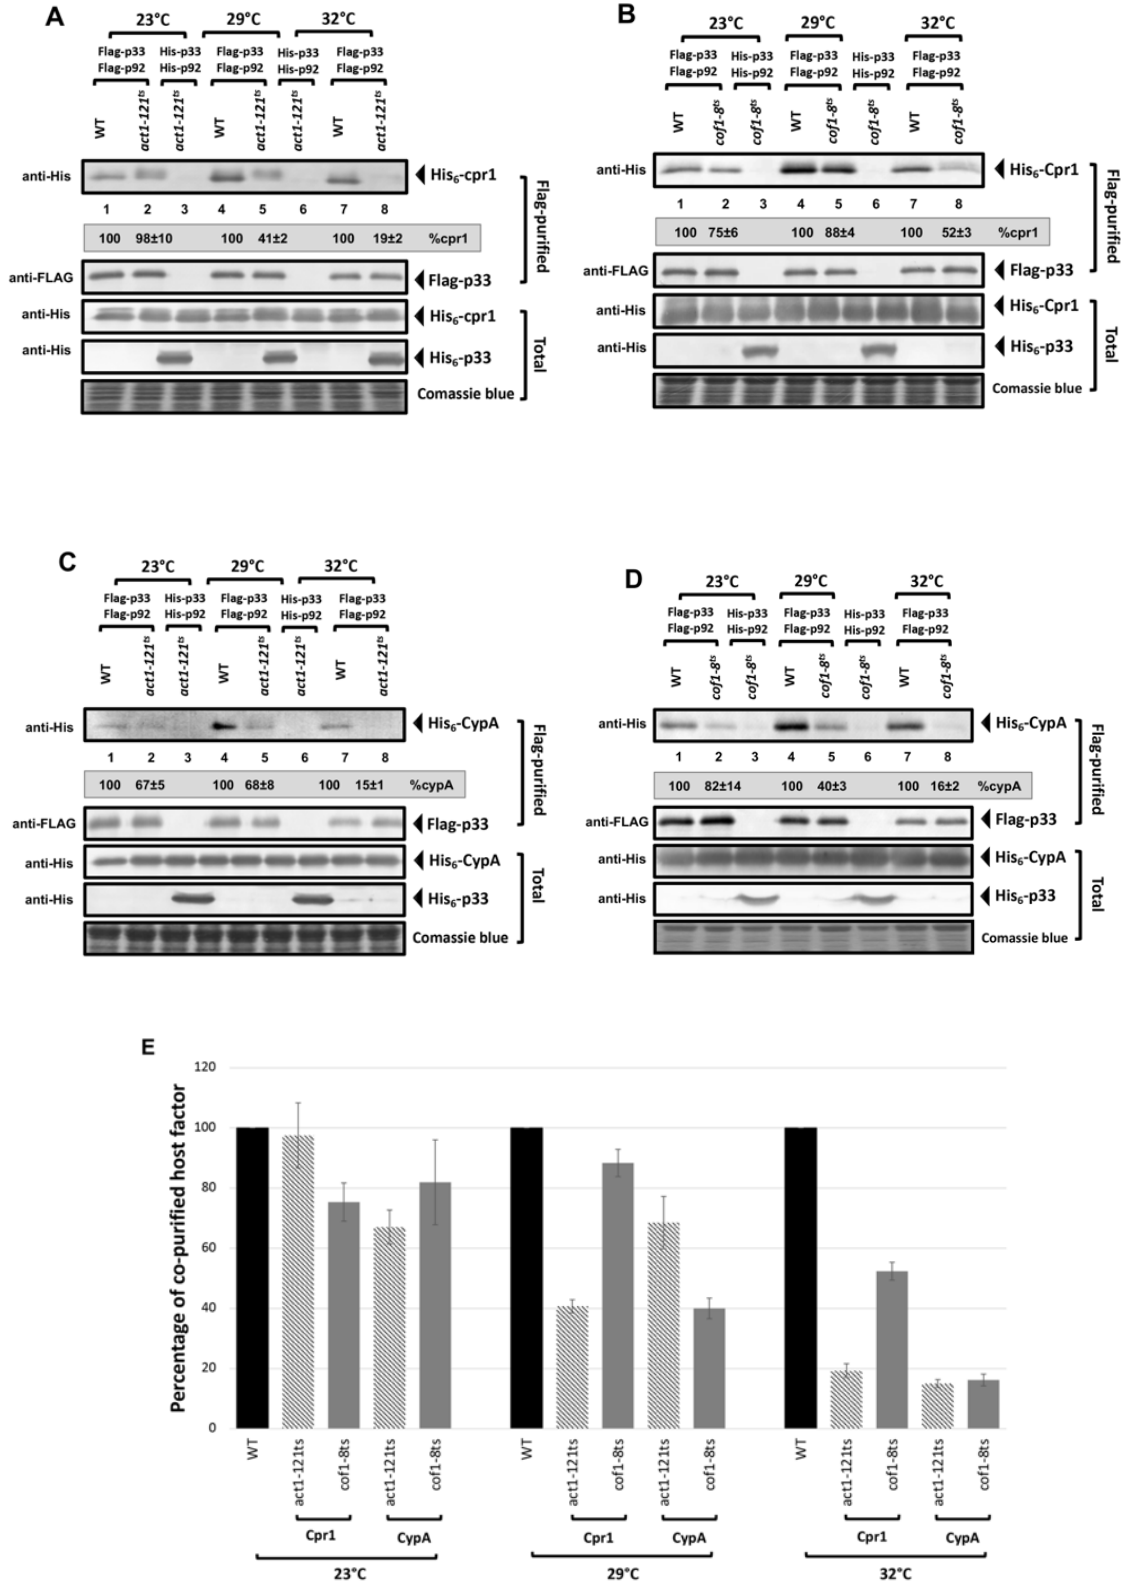 A
23°C 29°C 32°C
Flag-p33 His-p33 Flag-p33 His-p33 Flag-p33
Flag-p92 His-p92 Flag-p92 His-p92 Flag-p92
WT act1-121ts act1-121ts WT act1-121ts WT act1-121ts
anti-His His6-cpr1
1 2 3 4 5 6 7 8
100 98±10 100 41±2 100 19±2 %cpr1
anti-FLAG Flag-p33
Flag-purified
anti-His His6-cpr1
anti-His His6-p33
Comassie blue
Total
B
23°C 29°C 32°C
Flag-p33 His-p33 Flag-p33 His-p33 Flag-p33
Flag-p92 His-p92 Flag-p92 His-p92 Flag-p92
WT cof1-8ts cof1-8ts WT cof1-8ts cof1-8ts WT cof1-8ts
anti-His His6-Cpr1
1 2 3 4 5 6 7 8
100 75±6 100 88±4 100 52±3 %cpr1
anti-FLAG Flag-p33
Flag-purified
anti-His His6-Cpr1
anti-His His6-p33
Comassie blue
Total
C
23°C 29°C 32°C
Flag-p33 His-p33 Flag-p33 His-p33 Flag-p33
Flag-p92 His-p92 Flag-p92 His-p92 Flag-p92
WT act1-121ts act1-121ts WT act1-121ts act1-121ts WT act1-121ts
anti-His His6-CypA
1 2 3 4 5 6 7 8
100 67±5 100 68±8 100 15±1 %cypA
anti-FLAG Flag-p33
Flag-purified
anti-His His6-CypA
anti-His His6-p33
Comassie blue
Total
D
23°C 29°C 32°C
Flag-p33 His-p33 Flag-p33 His-p33 Flag-p33
Flag-p92 His-p92 Flag-p92 His-p92 Flag-p92
WT cof1-8ts cof1-8ts WT cof1-8ts cof1-8ts WT cof1-8ts
anti-His His6-CypA
1 2 3 4 5 6 7 8
100 82±14 100 40±3 100 16±2 %cypA
anti-FLAG Flag-p33
Flag-purified
anti-His His6-CypA
anti-His His6-p33
Comassie blue
Total
E
Percentage of co-purified host factor
120
100
80
60
40
20
0
WT act1-121ts cof1-8ts act1-121ts cof1-8ts WT act1-121ts cof1-8ts act1-121ts cof1-8ts WT act1-121ts cof1-8ts act1-121ts cof1-8ts
Cpr1 CypA Cpr1 CypA Cpr1 CypA
23°C 29°C 32°C